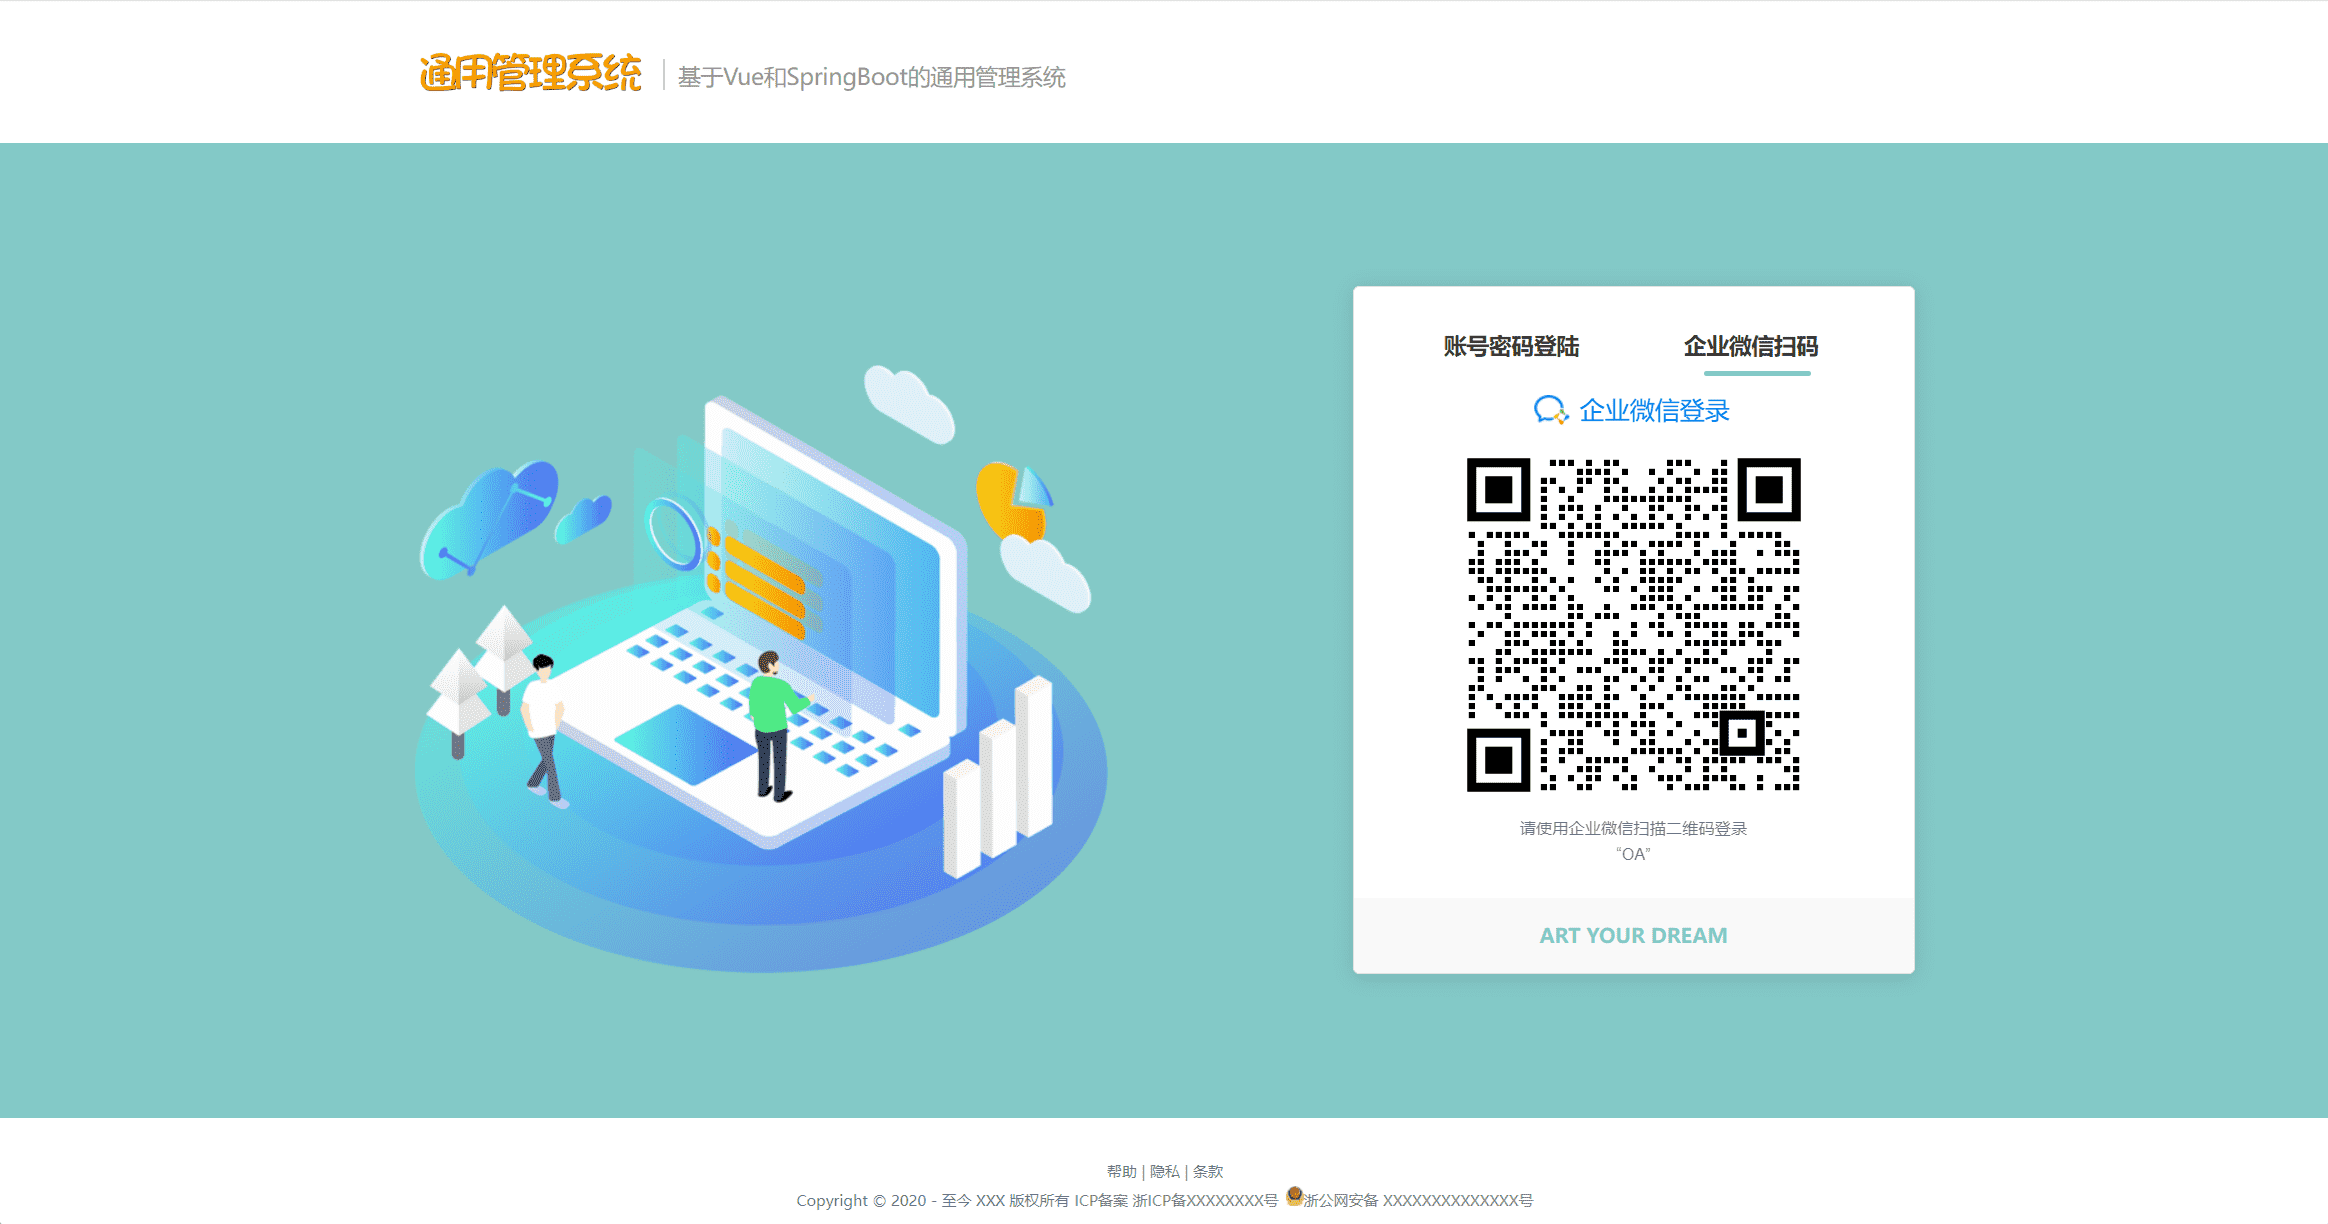 通用管理系统
基于Vue和SpringBoot的通用管理系统
账号密码登陆
企业微信扫码
企业微信登录
请使用企业微信扫描二维码登录
“OA”
ART YOUR DREAM
帮助 | 隐私 | 条款
Copyright © 2020 - 至今 XXX 版权所有 ICP备案 浙ICP备XXXXXXXX号 浙公网安备 XXXXXXXXXXXXXX号